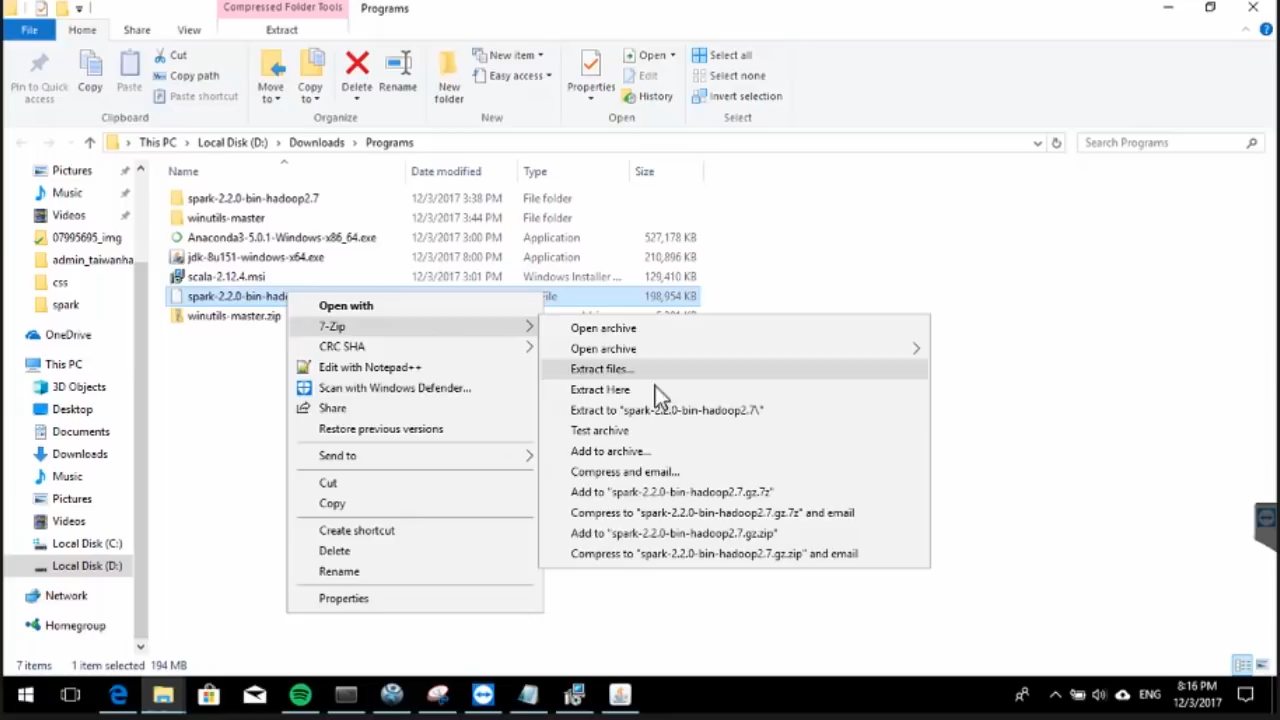 Compressed Folder Tools
Programs
File
Home
Share
View
Extract
Pin to Quick access
Copy
Paste
Cut
Copy path
Paste shortcut
Clipboard
Move to
Copy to
Delete
Rename
Organize
New folder
New item
Easy access
New
Properties
Open
Edit
History
Open
Select all
Select none
Invert selection
Select
This PC > Local Disk (D:) > Downloads > Programs
Search Programs
Pictures
Music
Videos
07995695_img
admin_taiwanha
css
spark
OneDrive
This PC
3D Objects
Desktop
Documents
Downloads
Music
Pictures
Videos
Local Disk (C:)
Local Disk (D:)
Network
Homegroup
Name Date modified Type Size
spark-2.2.0-bin-hadoop2.7 12/3/2017 3:38 PM File folder
winutils-master 12/3/2017 3:44 PM File folder
Anaconda3-5.0.1-Windows-x86_64.exe 12/3/2017 3:00 PM Application 527,178 KB
jdk-8u151-windows-x64.exe 12/3/2017 8:00 PM Application 210,896 KB
scala-2.12.4.msi 12/3/2017 3:01 PM Windows Installer ... 129,410 KB
spark-2.2.0-bin-hado File 198,954 KB
winutils-master.zip
Open with
7-Zip
CRC SHA
Edit with Notepad++
Scan with Windows Defender...
Share
Restore previous versions
Send to
Cut
Copy
Create shortcut
Delete
Rename
Properties
Open archive
Open archive
Extract files...
Extract Here
Extract to "spark-2.2.0-bin-hadoop2.7\"
Test archive
Add to archive...
Compress and email...
Add to "spark-2.2.0-bin-hadoop2.7.gz.7z"
Compress to "spark-2.2.0-bin-hadoop2.7.gz.7z" and email
Add to "spark-2.2.0-bin-hadoop2.7.gz.zip"
Compress to "spark-2.2.0-bin-hadoop2.7.gz.zip" and email
7 items 1 item selected 194 MB
ENG
8:16 PM
12/3/2017